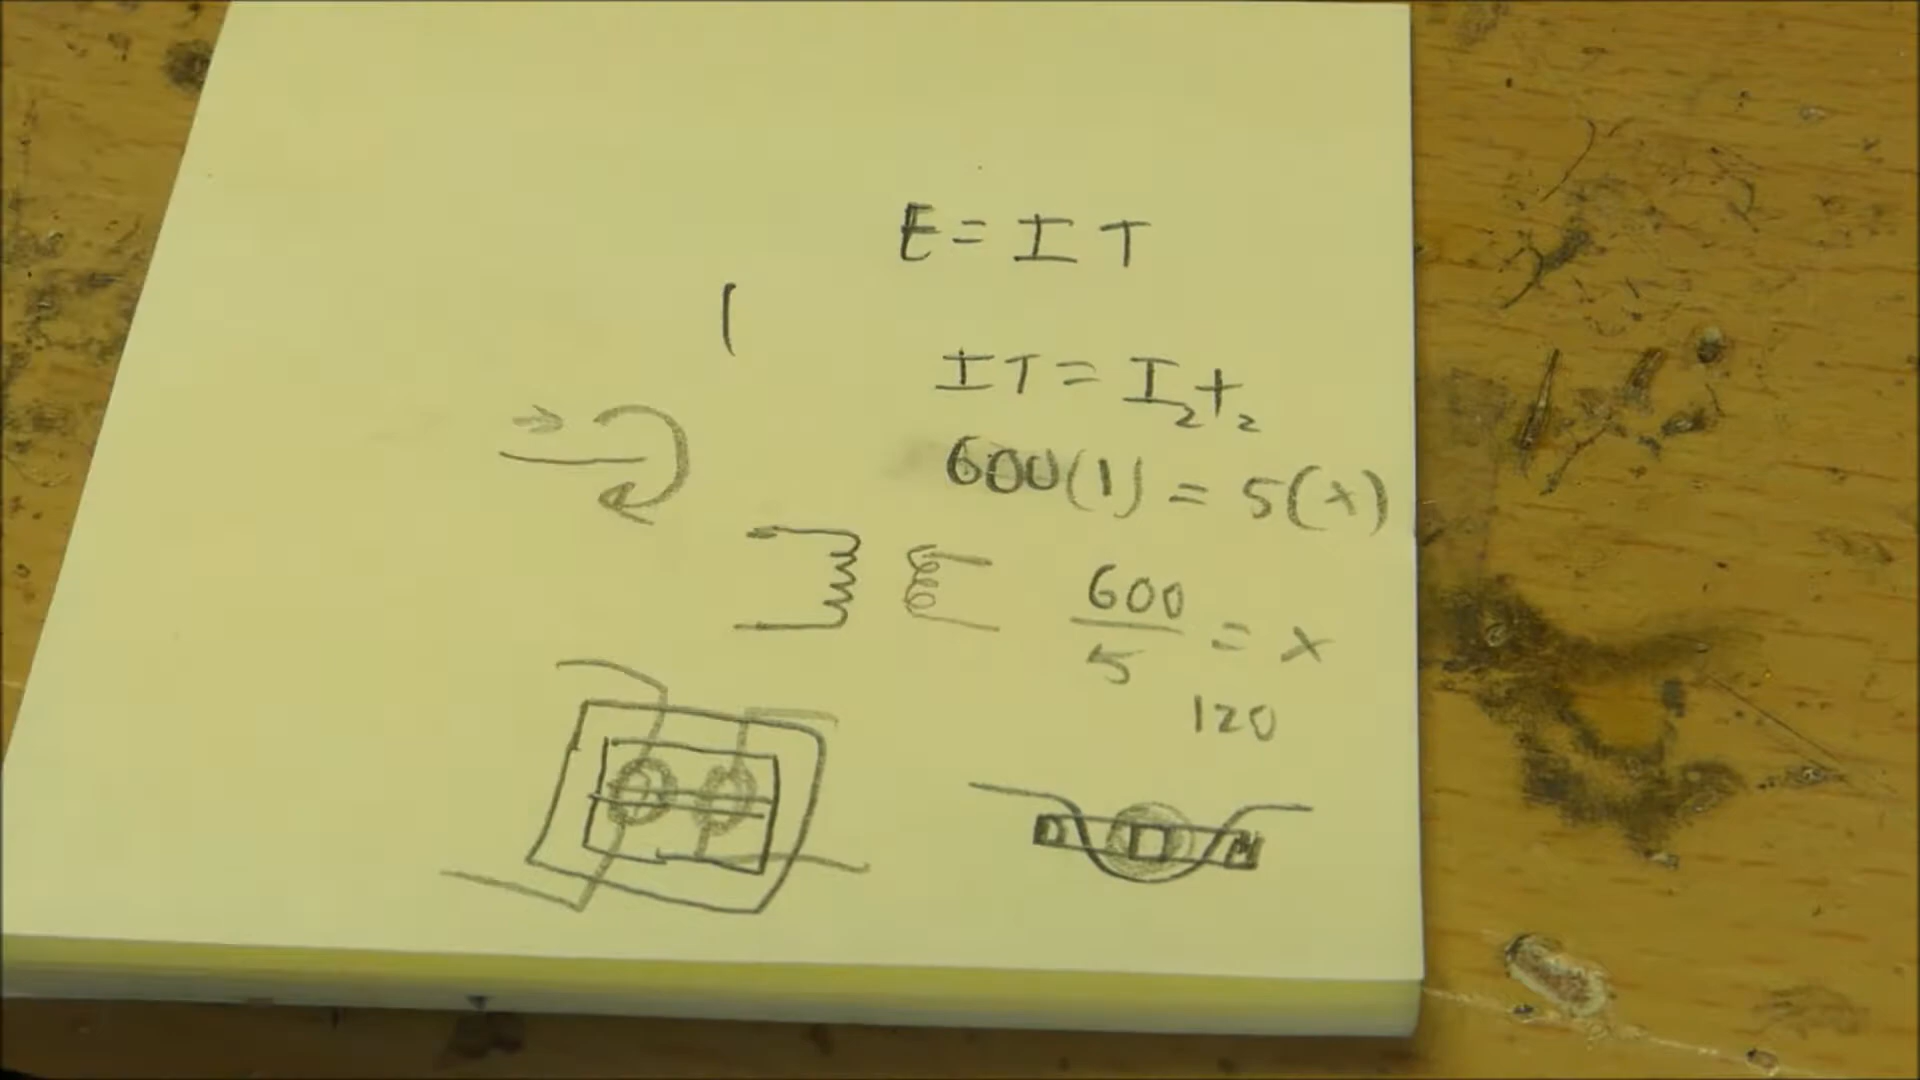 E = I T
I T = I₂ t₂
600(1) = 5(x)
600
5
= x
120